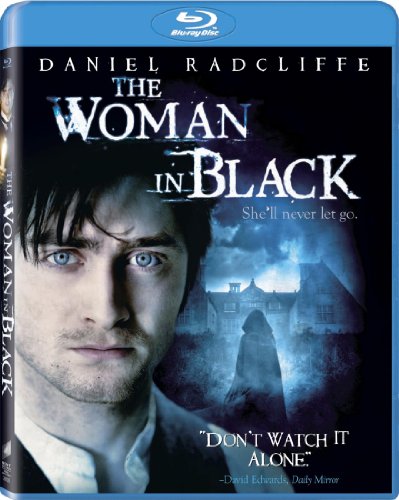 Blu-ray Disc
DANIEL RADCLIFFE
THE
WOMAN
IN BLACK
She'll never let go.
"DON'T WATCH IT
ALONE."
–David Edwards, Daily Mirror
THE WOMAN IN BLACK